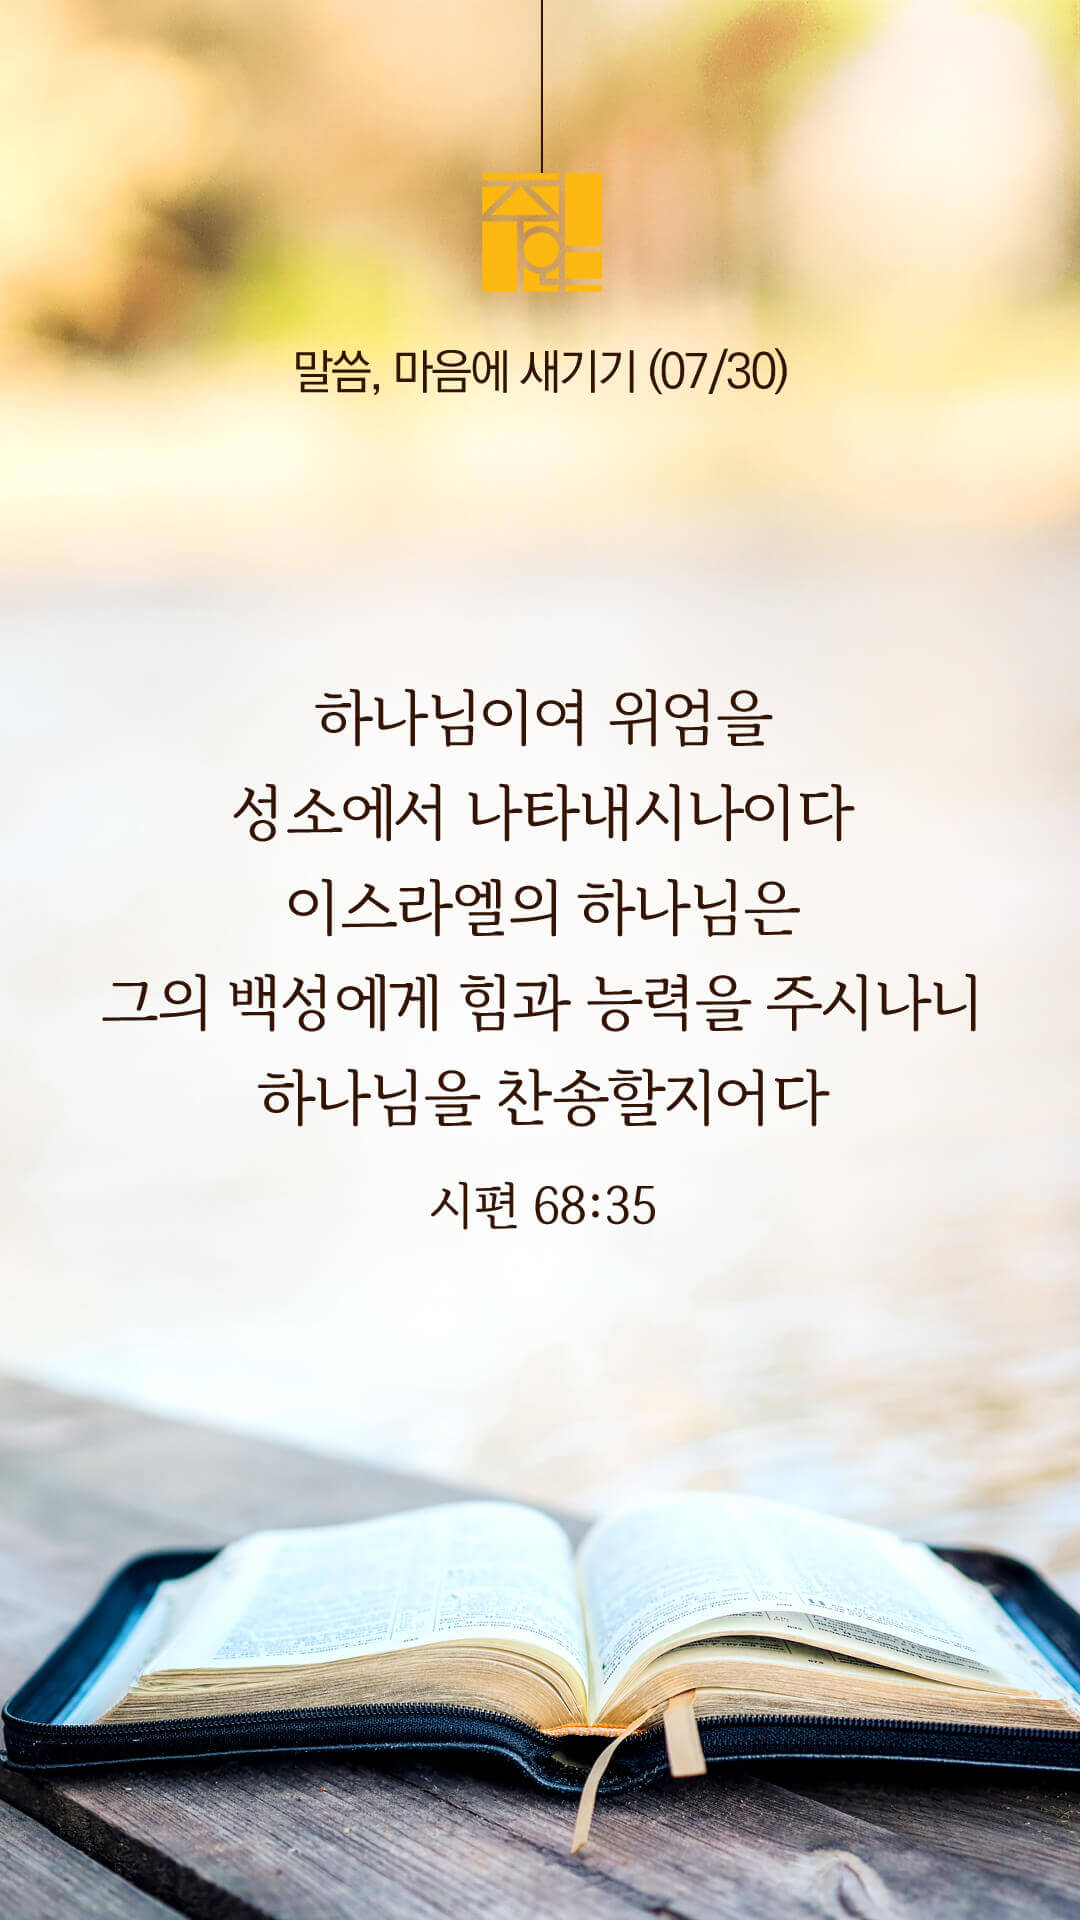 말씀, 마음에 새기기 (07/30)
하나님이여 위엄을
성소에서 나타내시나이다
이스라엘의 하나님은
그의 백성에게 힘과 능력을 주시나니
하나님을 찬송할지어다
시편 68:35